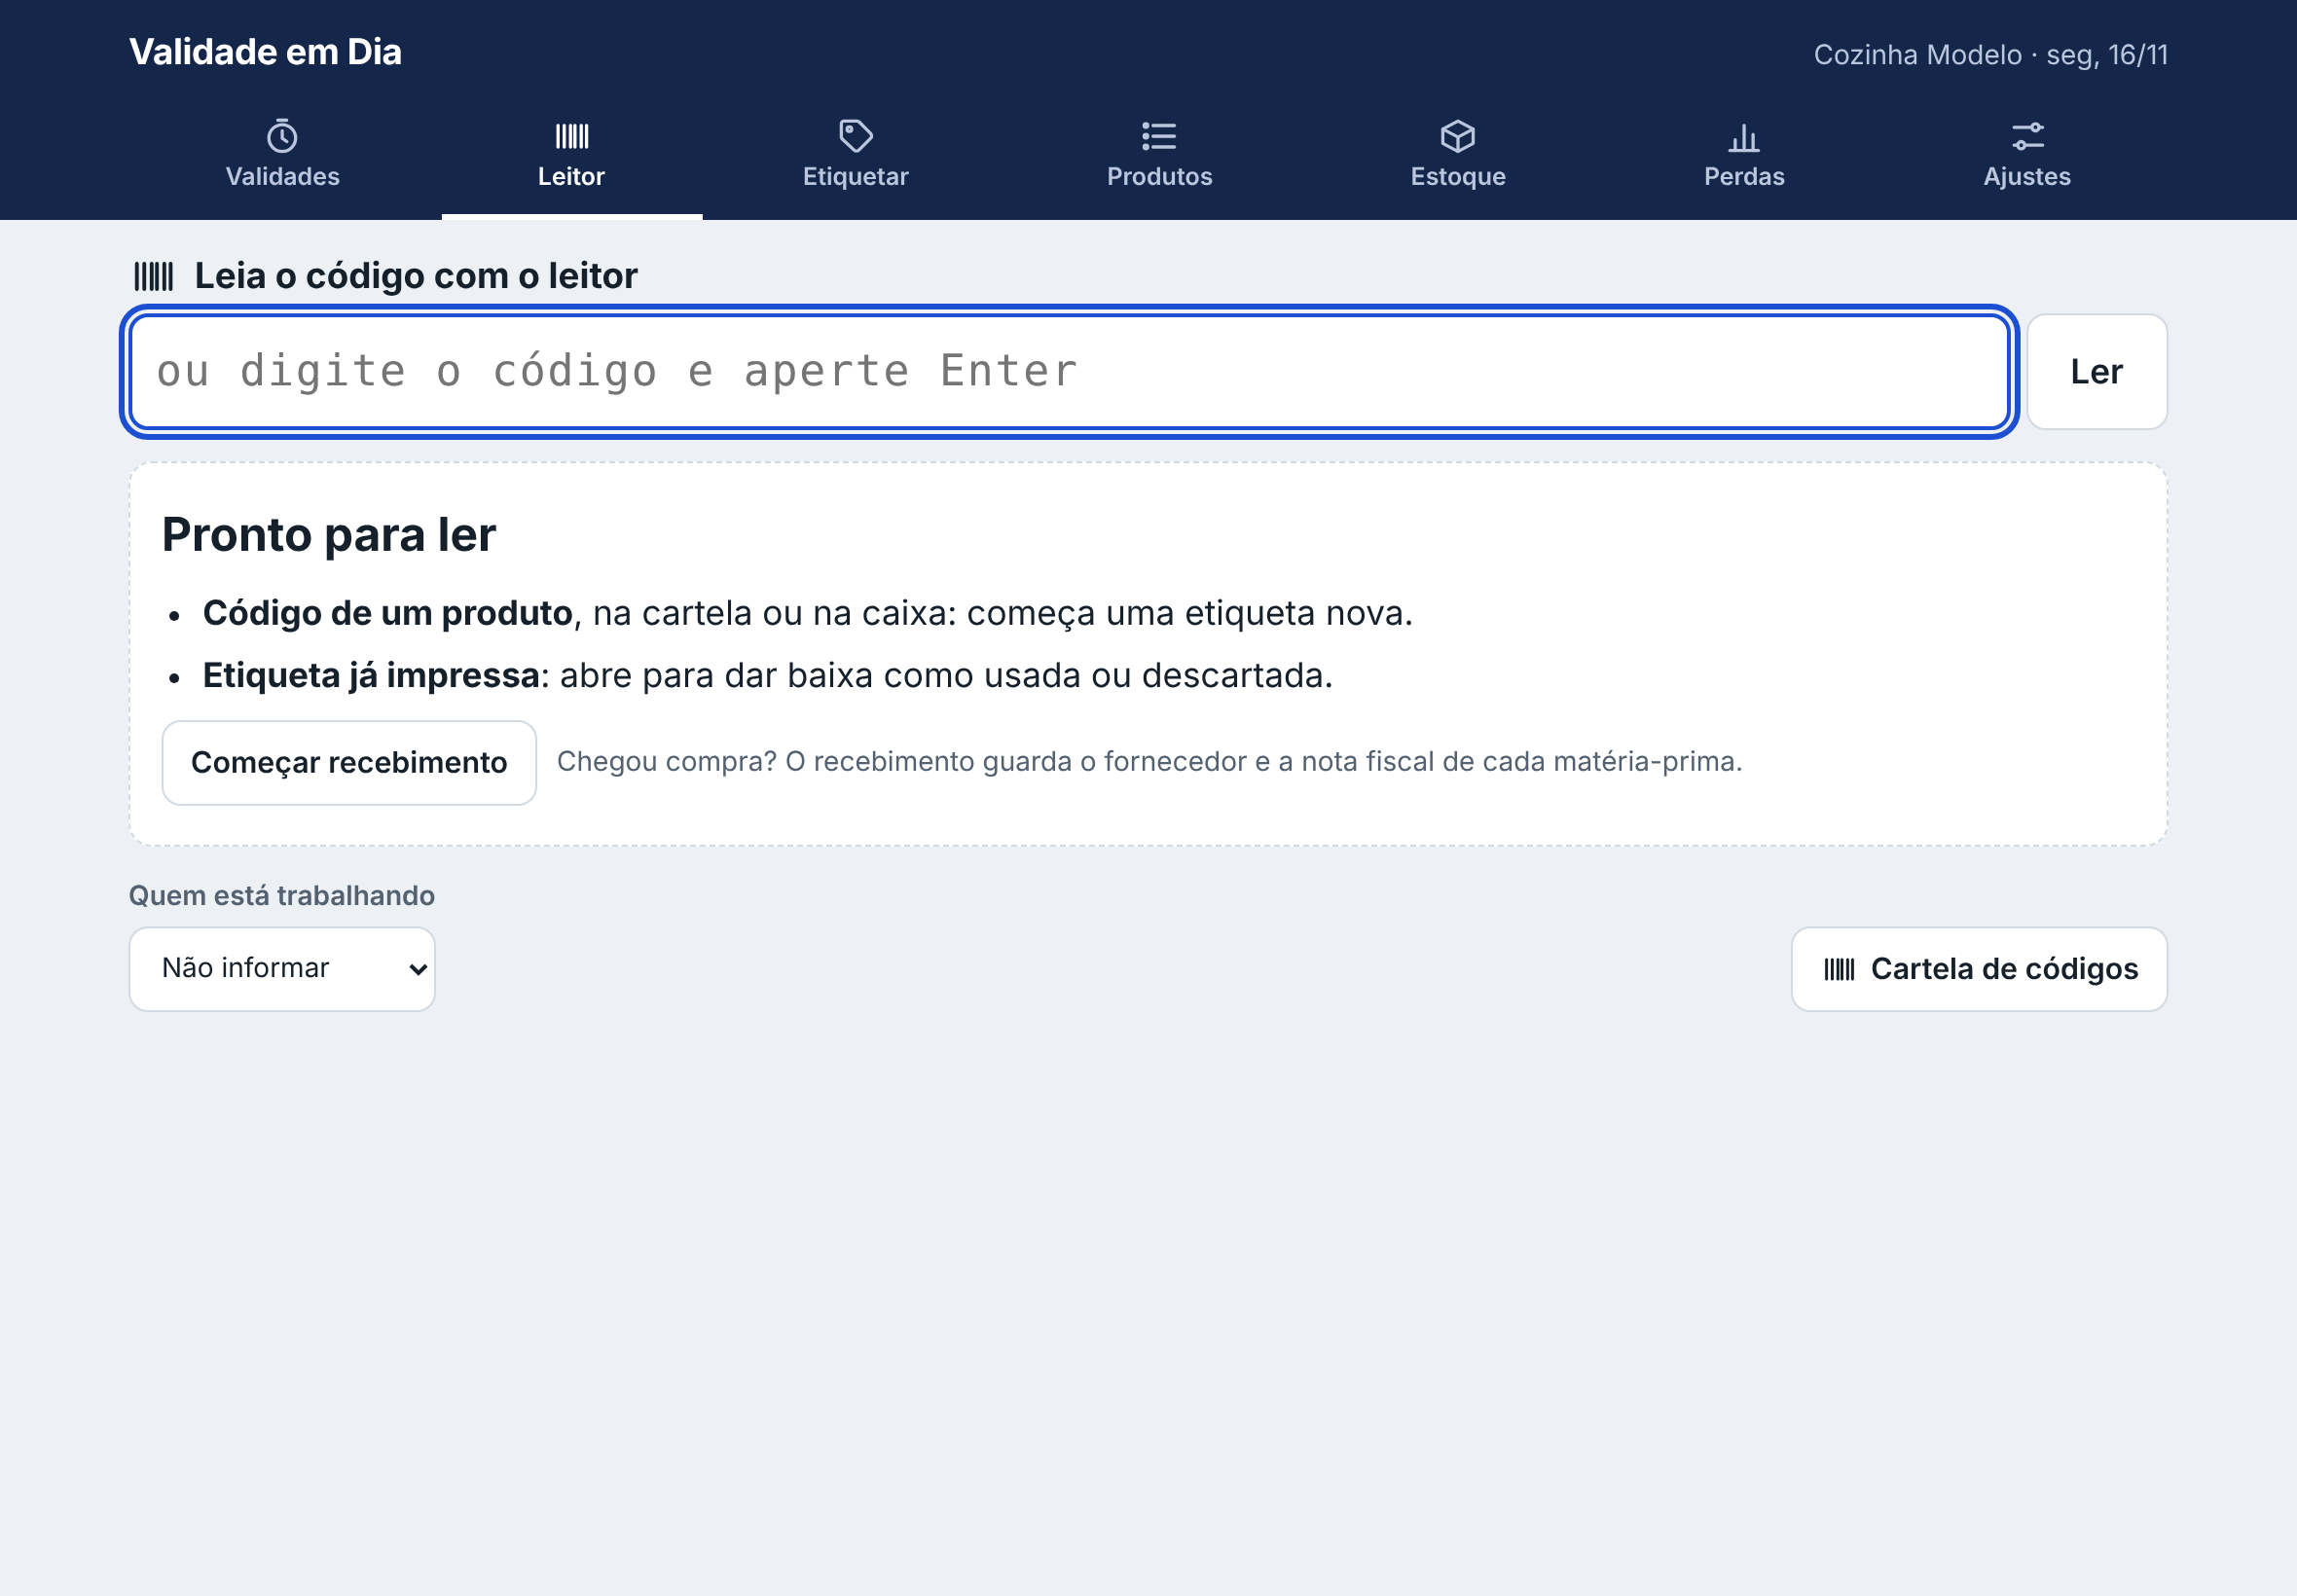 Validade em Dia
Cozinha Modelo · seg, 16/11
Validades
Leitor
Etiquetar
Produtos
Estoque
Perdas
Ajustes
Leia o código com o leitor
ou digite o código e aperte Enter
Ler
Pronto para ler
• Código de um produto, na cartela ou na caixa: começa uma etiqueta nova.
• Etiqueta já impressa: abre para dar baixa como usada ou descartada.
Começar recebimento
Chegou compra? O recebimento guarda o fornecedor e a nota fiscal de cada matéria-prima.
Quem está trabalhando
Não informar
Cartela de códigos